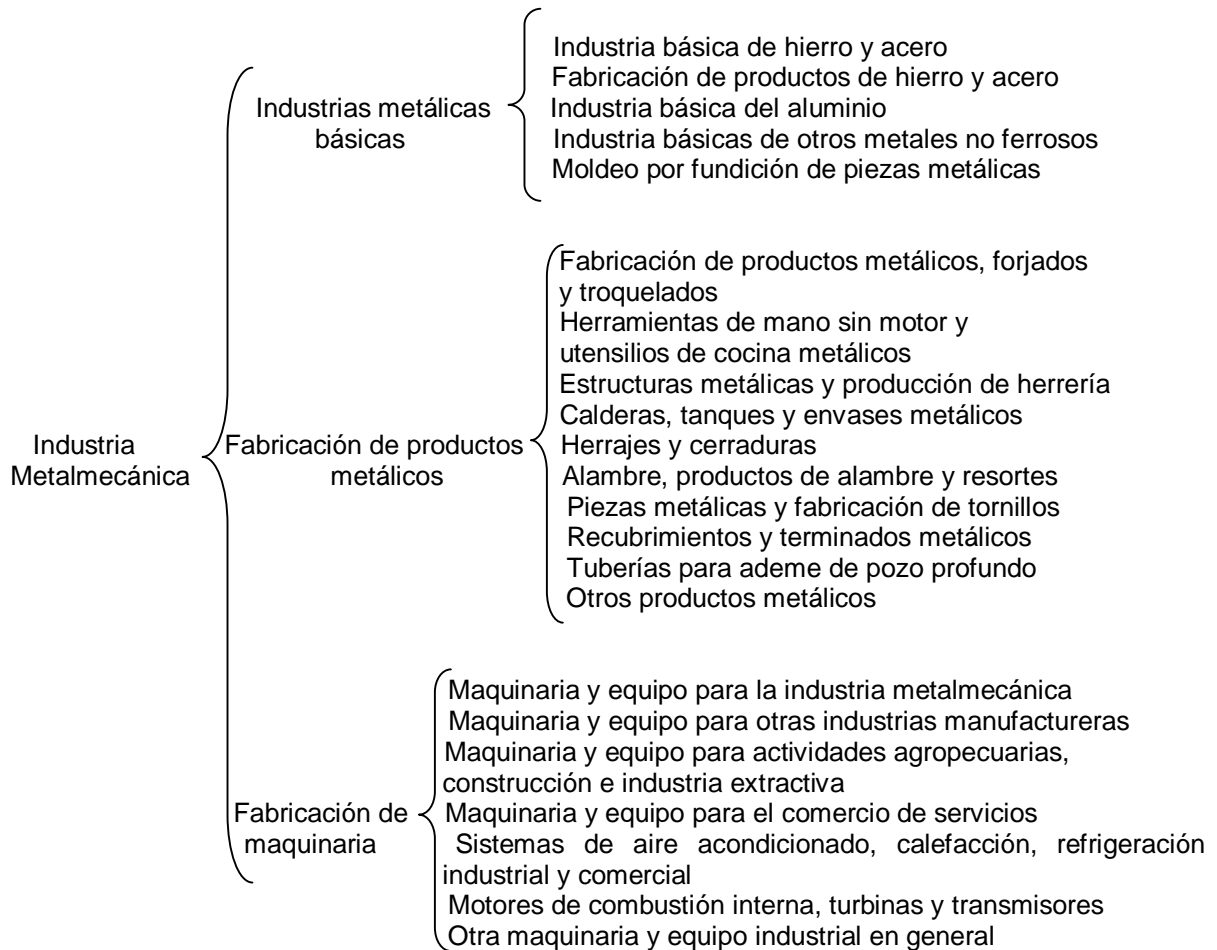 Industria
Metalmecánica
Industrias metálicas
básicas
Industria básica de hierro y acero
Fabricación de productos de hierro y acero
Industria básica del aluminio
Industria básicas de otros metales no ferrosos
Moldeo por fundición de piezas metálicas
Fabricación de productos
metálicos
Fabricación de productos metálicos, forjados
y troquelados
Herramientas de mano sin motor y
utensilios de cocina metálicos
Estructuras metálicas y producción de herrería
Calderas, tanques y envases metálicos
Herrajes y cerraduras
Alambre, productos de alambre y resortes
Piezas metálicas y fabricación de tornillos
Recubrimientos y terminados metálicos
Tuberías para ademe de pozo profundo
Otros productos metálicos
Fabricación de
maquinaria
Maquinaria y equipo para la industria metalmecánica
Maquinaria y equipo para otras industrias manufactureras
Maquinaria y equipo para actividades agropecuarias,
construcción e industria extractiva
Maquinaria y equipo para el comercio de servicios
Sistemas de aire acondicionado, calefacción, refrigeración
industrial y comercial
Motores de combustión interna, turbinas y transmisores
Otra maquinaria y equipo industrial en general